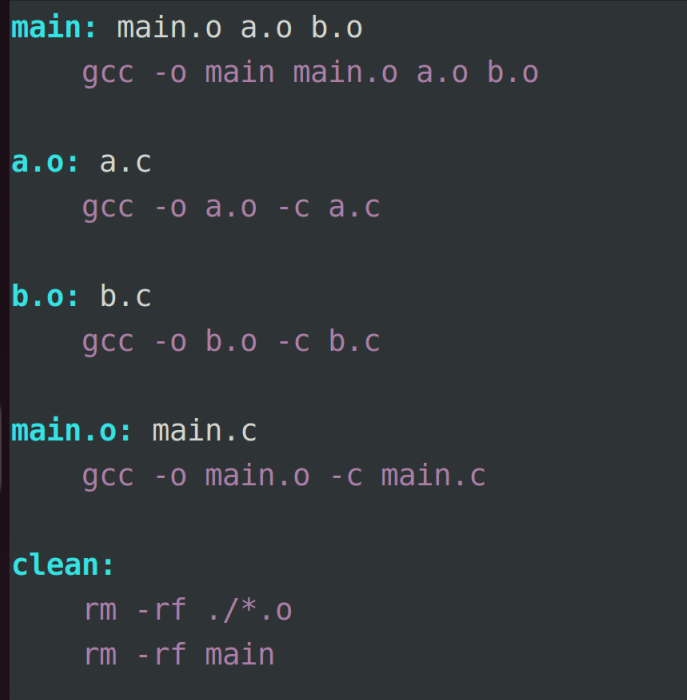 main: main.o a.o b.o
gcc -o main main.o a.o b.o
a.o: a.c
gcc -o a.o -c a.c
b.o: b.c
gcc -o b.o -c b.c
main.o: main.c
gcc -o main.o -c main.c
clean:
rm -rf ./*.o
rm -rf main